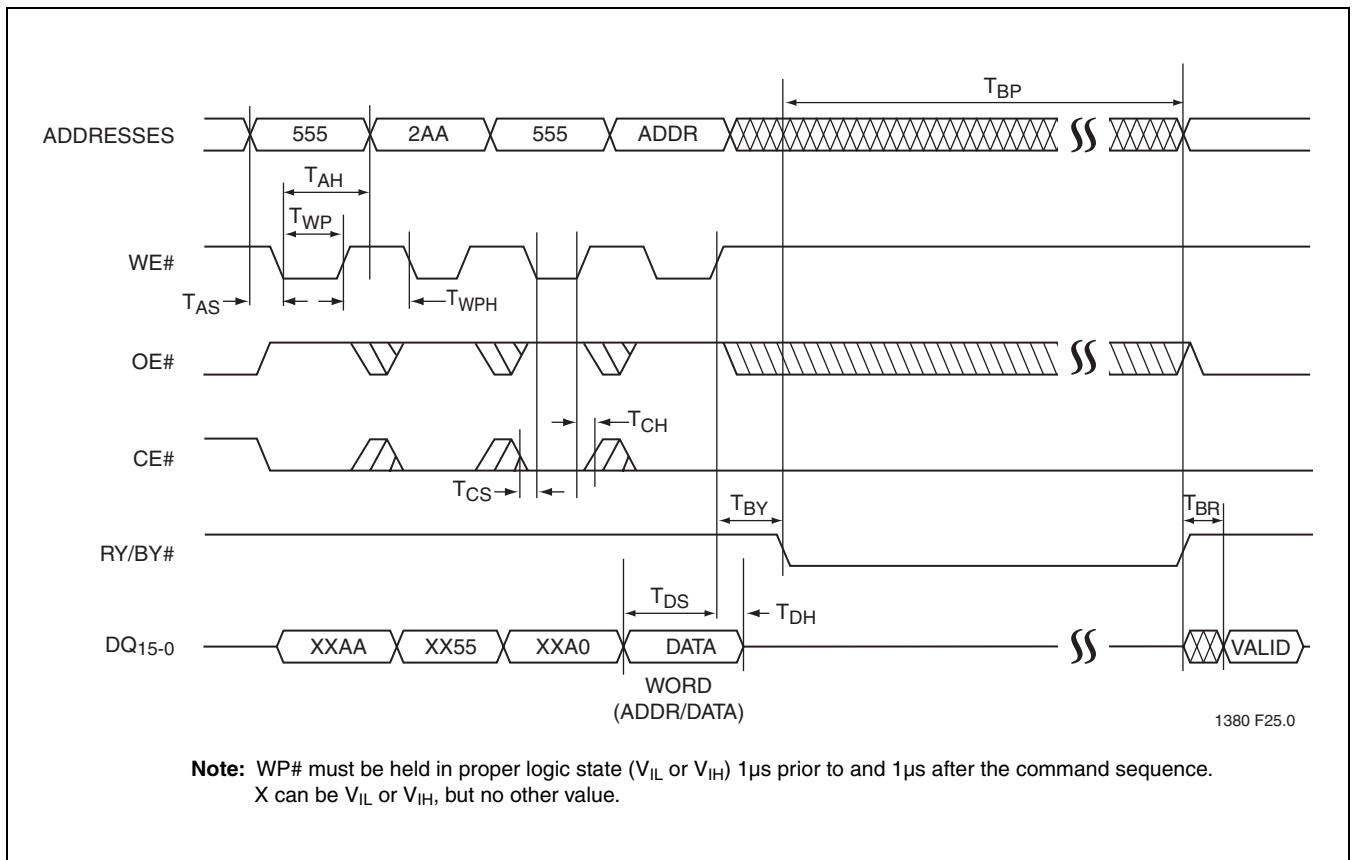 TBP
ADDRESSES 555 2AA 555 ADDR
TAH
TWP
WE#
TAS TWPH
OE#
TCH
CE#
TCS
TBY TBR
RY/BY#
TDS
TDH
DQ15-0 XXAA XX55 XXA0 DATA VALID
WORD
(ADDR/DATA)
1380 F25.0
Note: WP# must be held in proper logic state (VIL or VIH) 1µs prior to and 1µs after the command sequence.
X can be VIL or VIH, but no other value.